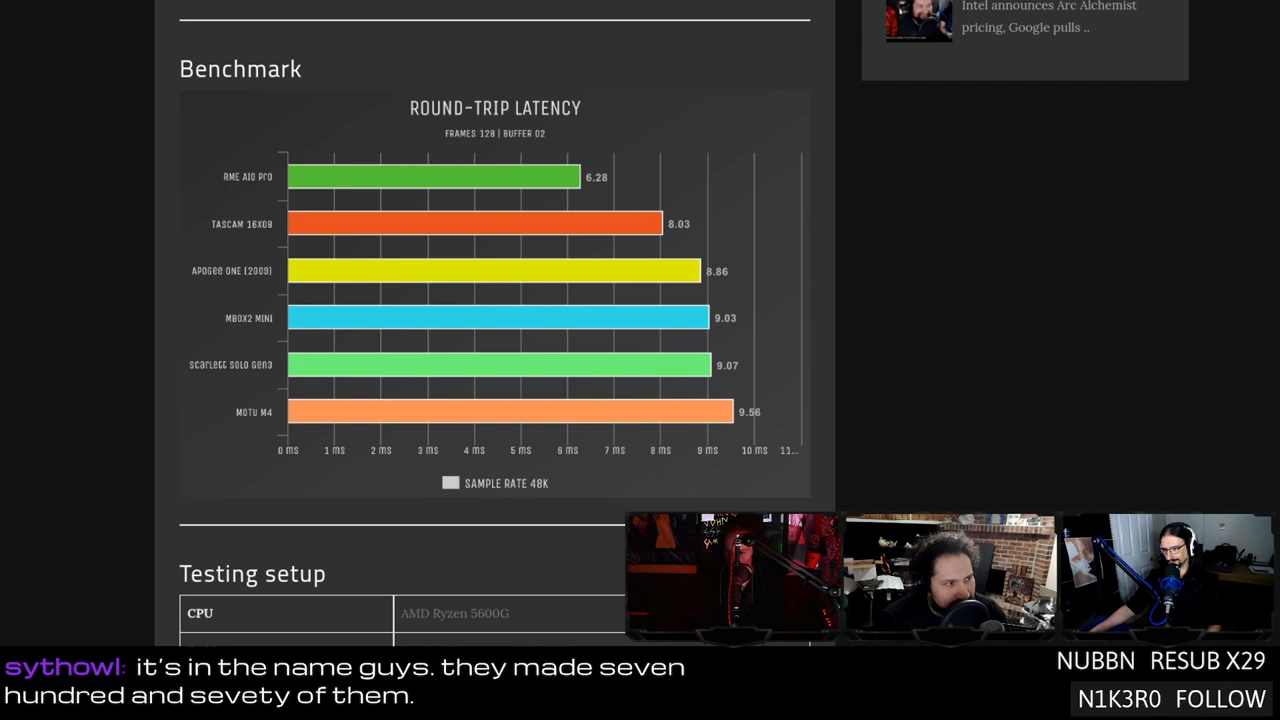 Intel announces Arc Alchemist
pricing, Google pulls ..
Benchmark
ROUND-TRIP LATENCY
FRAMES 128 | BUFFER 02
RME AIO Pro 6.28
TASCAM 16X08 8.03
APOGEE ONE (2009) 8.86
MBOX2 MINI 9.03
Scarlett SOLO Gen3 9.07
MOTU M4 9.56
0 ms 1 ms 2 ms 3 ms 4 ms 5 ms 6 ms 7 ms 8 ms 9 ms 10 ms 11...
SAMPLE RATE 48K
Testing setup
CPU AMD Ryzen 5600G
sythowl: it's in the name guys. they made seven
hundred and sevety of them.
NUBBN RESUB X29
N1K3R0 FOLLOW